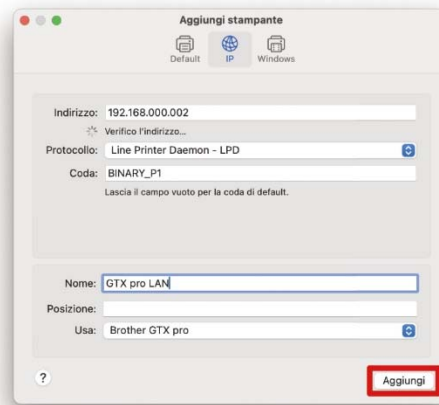 Aggiungi stampante
Default IP Windows
Indirizzo: 192.168.000.002
Verifico l'indirizzo...
Protocollo: Line Printer Daemon - LPD
Coda: BINARY_P1
Lascia il campo vuoto per la coda di default.
Nome: GTX pro LAN
Posizione:
Usa: Brother GTX pro
? Aggiungi